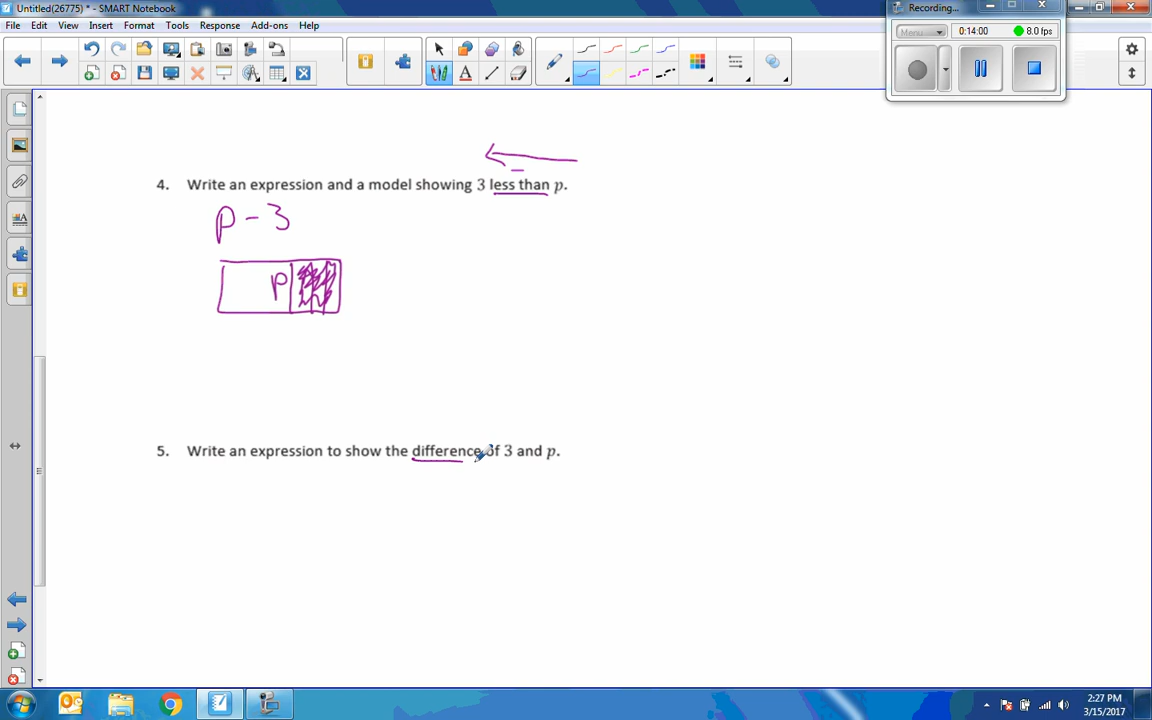 Untitled(26775) * - SMART Notebook
Recording...
File Edit View Insert Format Tools Response Add-ons Help
Menu 0:14:00 8.0 fps
4. Write an expression and a model showing 3 less than p.
p - 3
p
5. Write an expression to show the difference of 3 and p.
2:27 PM
3/15/2017